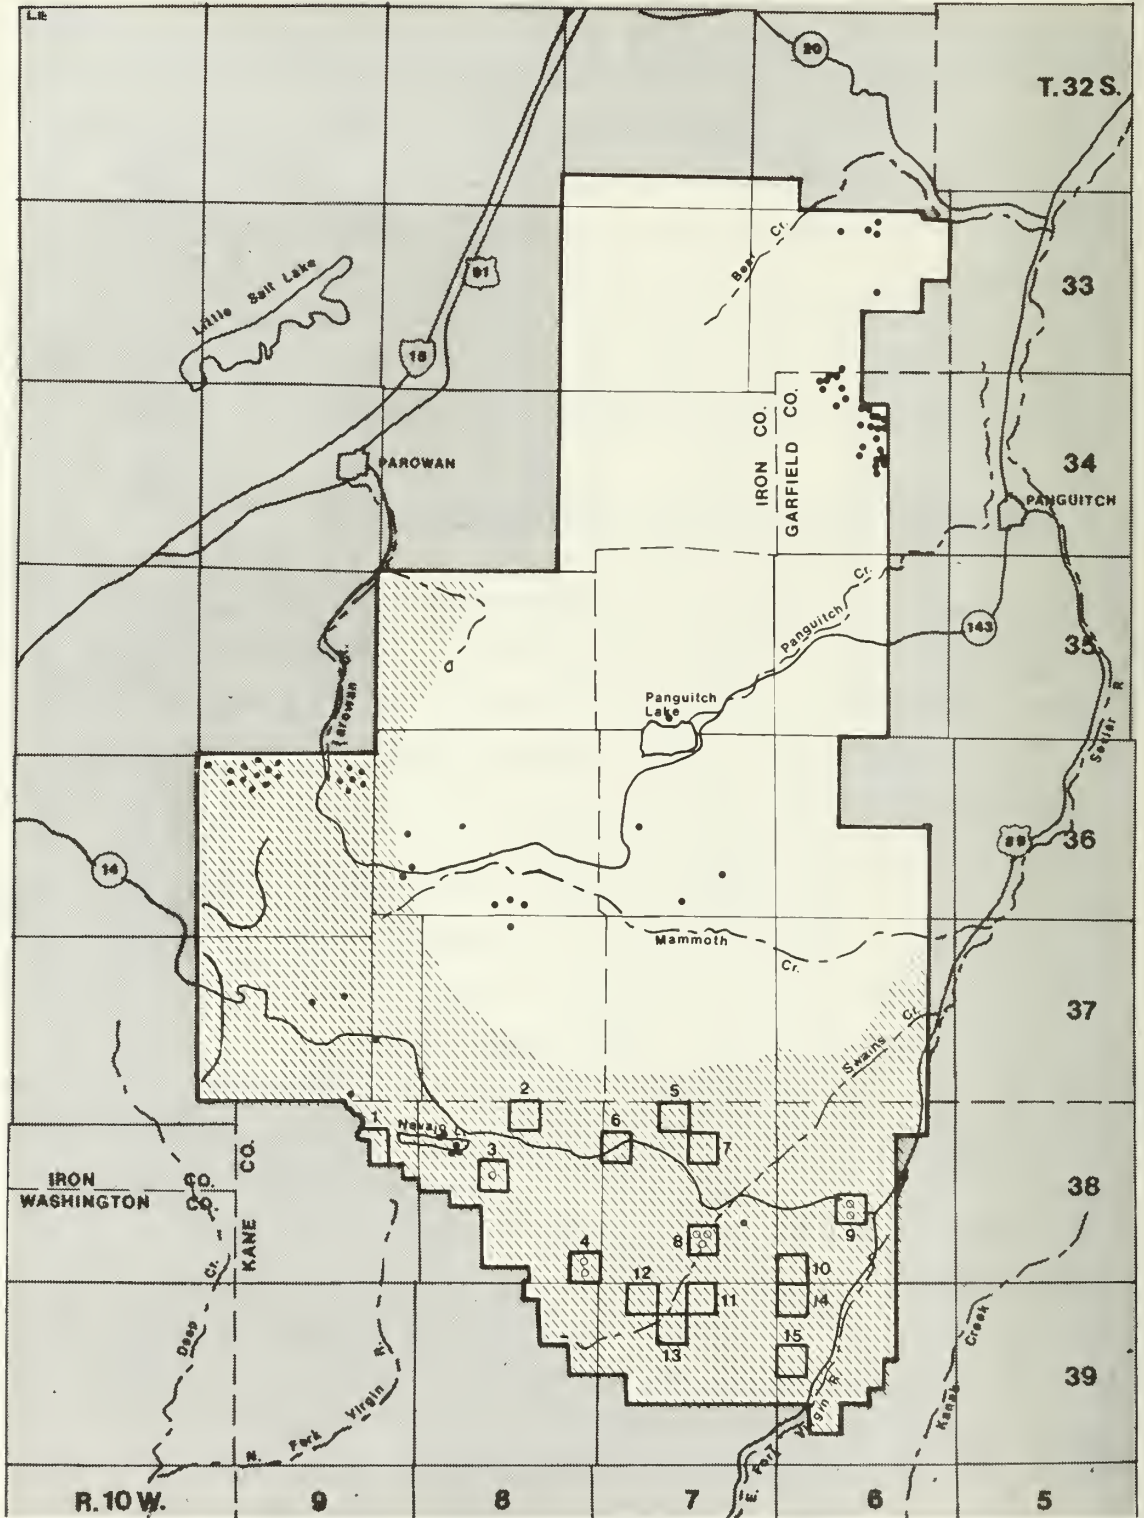 20
T. 32 S.
Bear Cr.
91
Little Salt Lake
33
18
IRON CO.
GARFIELD CO.
PAROWAN
34
PANGUITCH
Panguitch Cr.
143
35
Parowan
Panguitch
Lake
Sevier R
89
36
14
Mammoth
Cr.
37
Swains Cr.
2
5
1
Navajo L.
6
7
3
IRON CO.
WASHINGTON CO.
KANE CO.
38
4
8
9
12
10
11
14
13
15
Deep Cr.
Kanab Creek
39
N. Fork Virgin R.
E. Fork Virgin R.
R. 10 W.
9
8
7
6
5